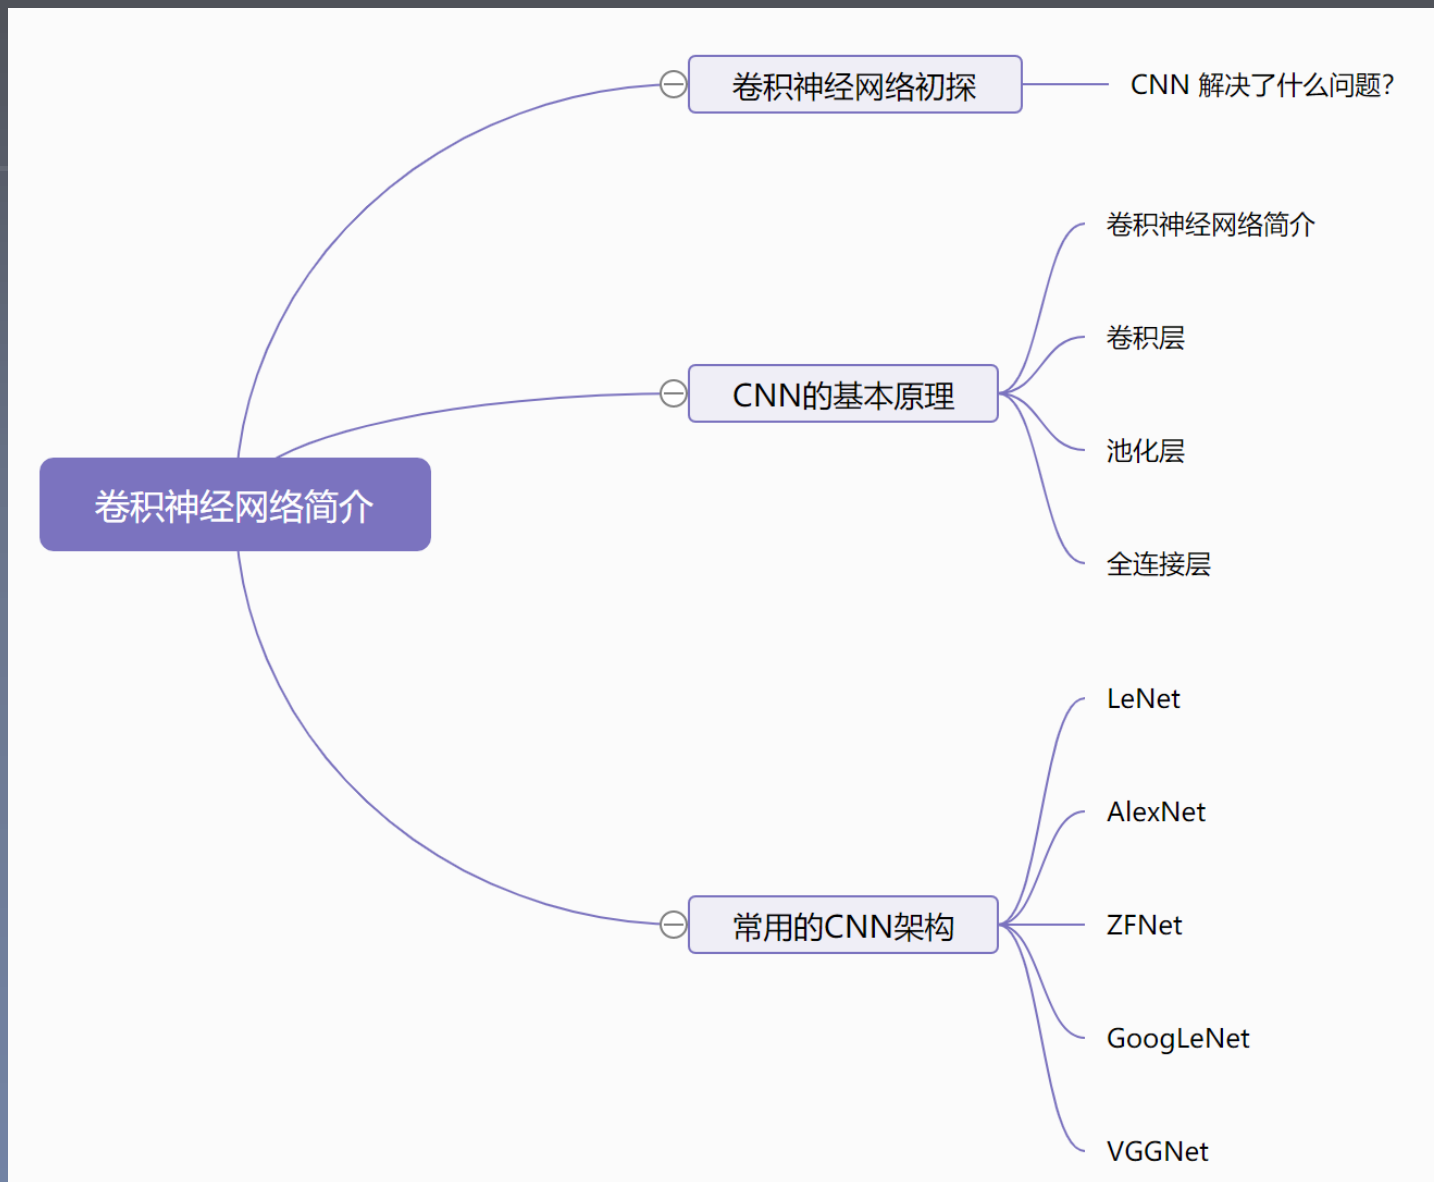 卷积神经网络简介
卷积神经网络初探
CNN 解决了什么问题?
CNN的基本原理
卷积神经网络简介
卷积层
池化层
全连接层
常用的CNN架构
LeNet
AlexNet
ZFNet
GoogLeNet
VGGNet